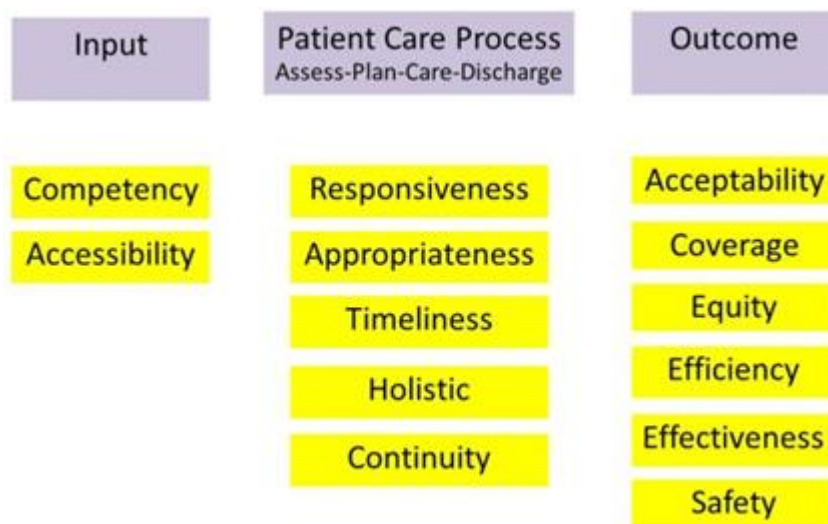 Input
Patient Care Process
Assess-Plan-Care-Discharge
Outcome
Competency
Accessibility
Responsiveness
Appropriateness
Timeliness
Holistic
Continuity
Acceptability
Coverage
Equity
Efficiency
Effectiveness
Safety